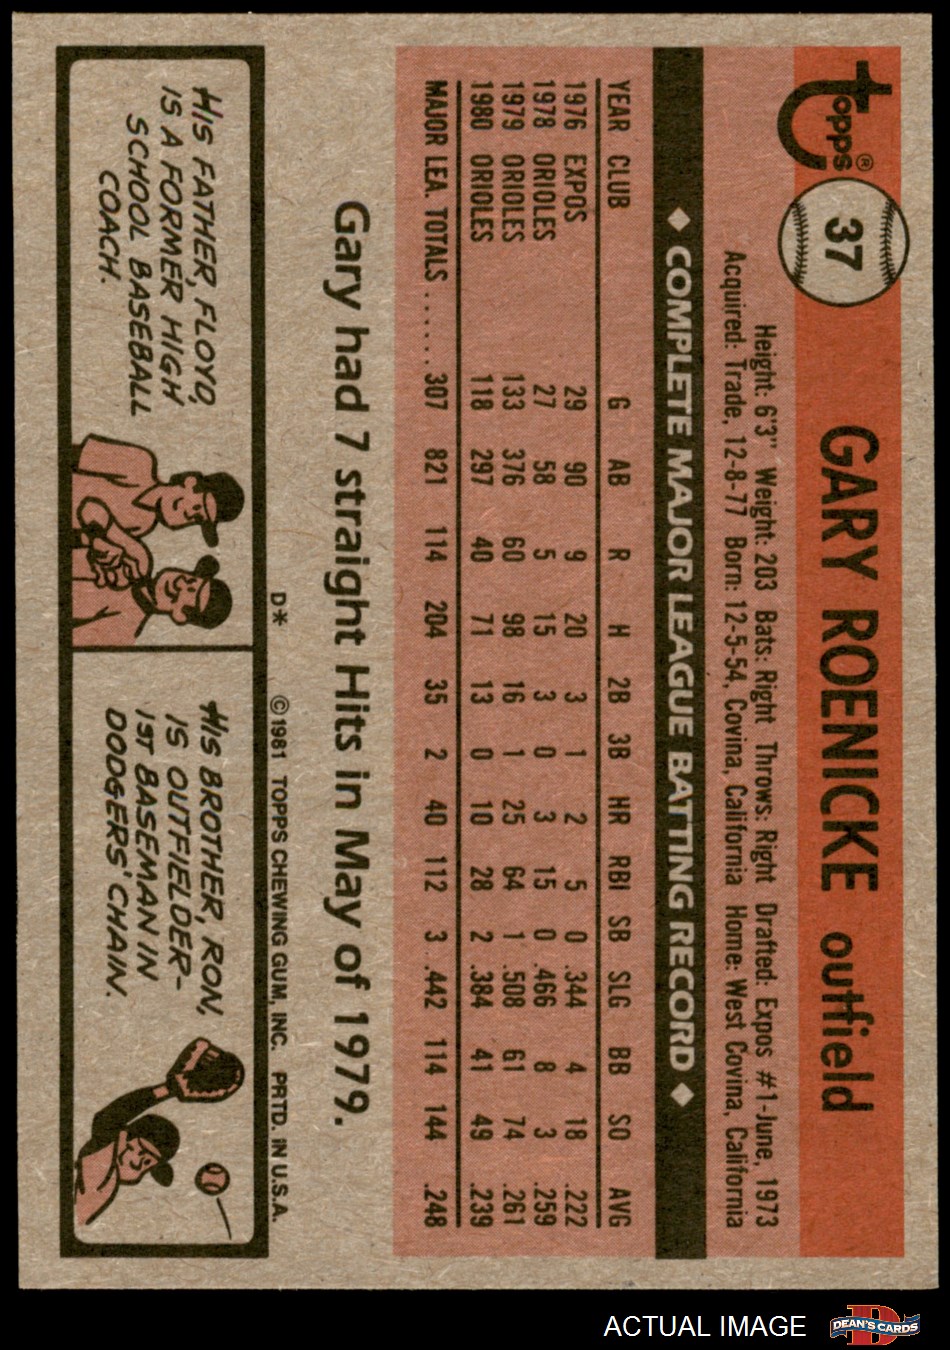 Topps®
37
GARY ROENICKE outfield
Height: 6'3" Weight: 203 Bats: Right Throws: Right Drafted: Expos #1-June, 1973
Acquired: Trade, 12-8-77 Born: 12-5-54, Covina, California Home: West Covina, California
◆ COMPLETE MAJOR LEAGUE BATTING RECORD ◆
YEAR CLUB G AB R H 2B 3B HR RBI SB SLG BB SO AVG
1976 EXPOS 29 90 9 20 3 1 2 5 0 .344 4 18 .222
1978 ORIOLES 27 58 5 15 3 0 3 15 0 .466 8 3 .259
1979 ORIOLES 133 376 60 98 16 1 25 64 1 .508 61 74 .261
1980 ORIOLES 118 297 40 71 13 0 10 28 2 .384 41 49 .239
MAJOR LEA. TOTALS ...... 307 821 114 204 35 2 40 112 3 .442 114 144 .248
Gary had 7 straight Hits in May of 1979.
D* © 1981 TOPPS CHEWING GUM, INC. PRTD. IN U.S.A.
HIS FATHER, FLOYD,
IS A FORMER HIGH
SCHOOL BASEBALL
COACH.
HIS BROTHER, RON,
IS OUTFIELDER-
1ST BASEMAN IN
DODGERS' CHAIN.
ACTUAL IMAGE
D
DEAN'S CARDS